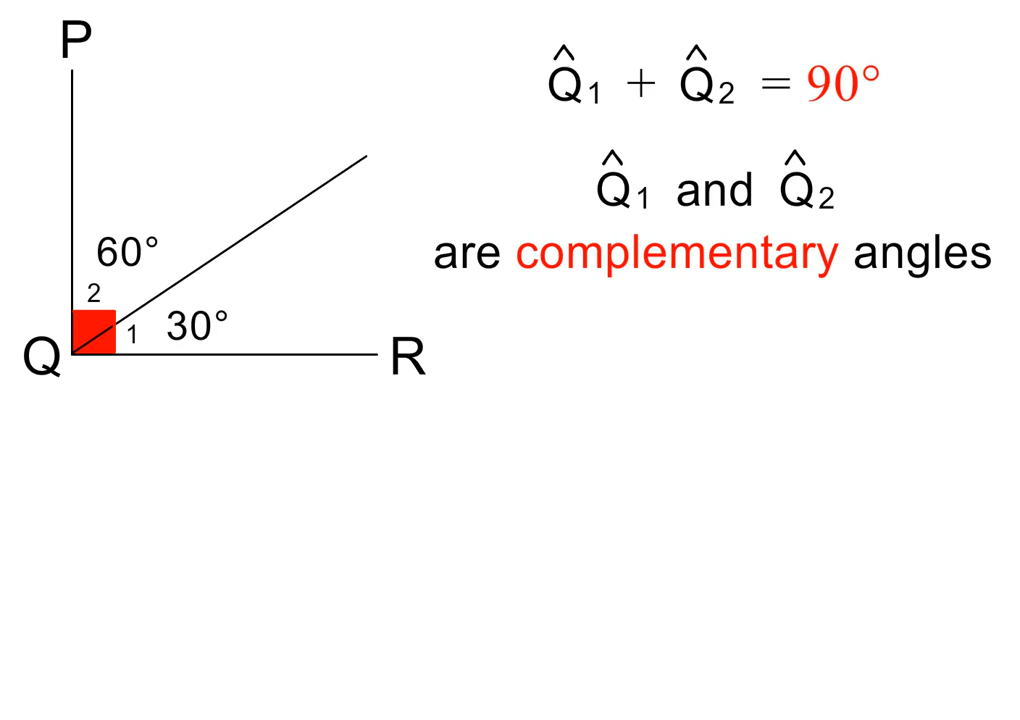 P
Q̂₁ + Q̂₂ = 90°
Q̂₁ and Q̂₂
are complementary angles
60°
2
1 30°
Q R